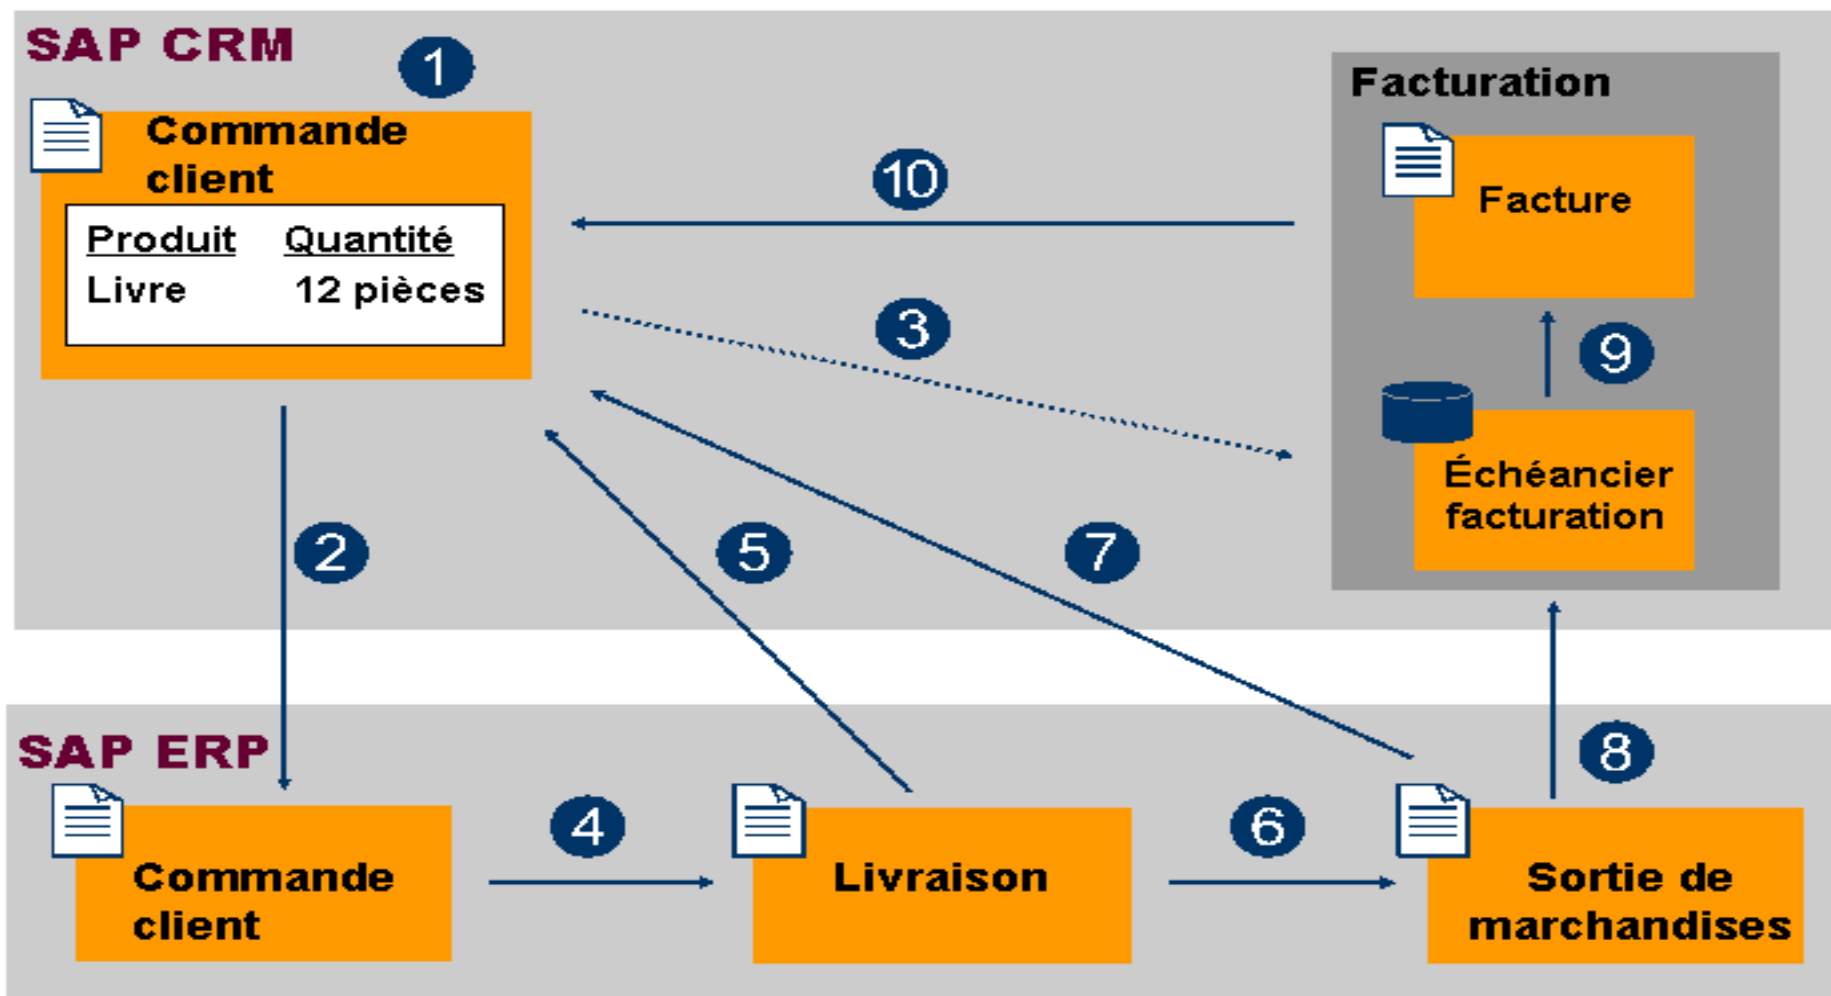 SAP CRM
1
Commande
client
Produit Quantité
Livre 12 pièces
10
3
Facturation
Facture
9
Échéancier
facturation
2
5
7
8
SAP ERP
Commande
client
4
Livraison
6
Sortie de
marchandises